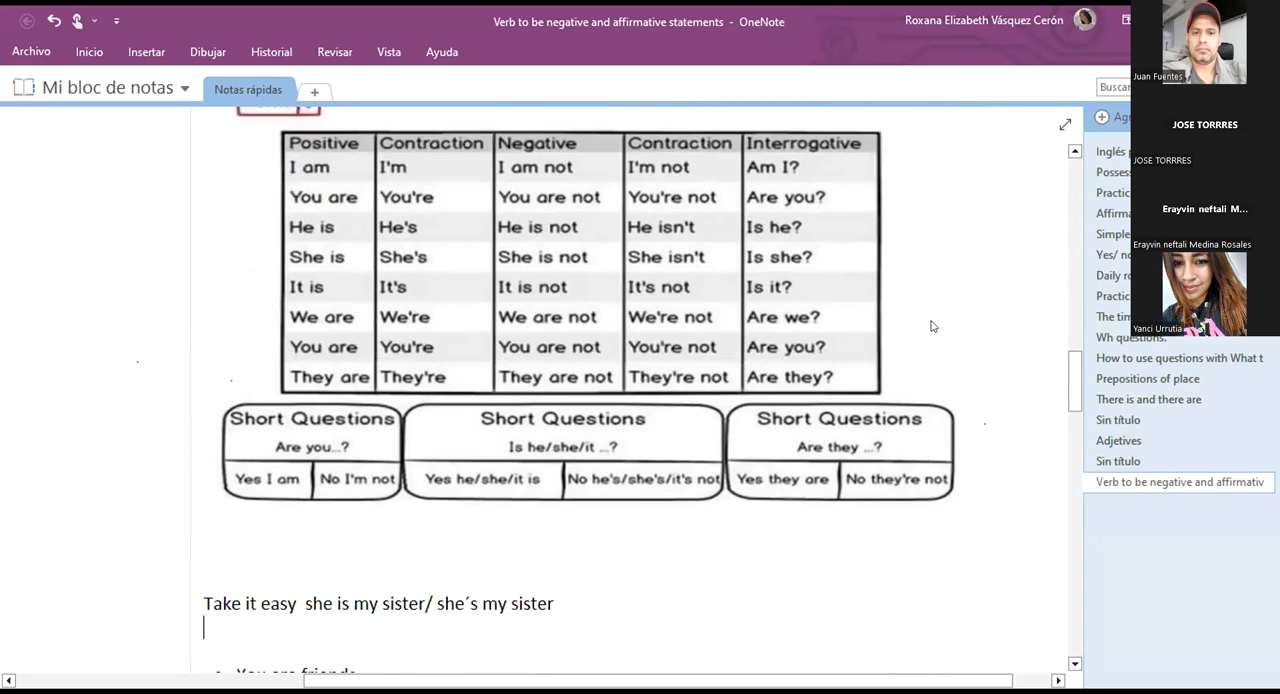 Verb to be negative and affirmative statements - OneNote
Roxana Elizabeth Vásquez Cerón
Archivo Inicio Insertar Dibujar Historial Revisar Vista Ayuda
Mi bloc de notas Notas rápidas +
Positive Contraction Negative Contraction Interrogative
I am I'm I am not I'm not Am I?
You are You're You are not You're not Are you?
He is He's He is not He isn't Is he?
She is She's She is not She isn't Is she?
It is It's It is not It's not Is it?
We are We're We are not We're not Are we?
You are You're You are not You're not Are you?
They are They're They are not They're not Are they?
Short Questions Short Questions Short Questions
Are you...? Is he/she/it ...? Are they ...?
Yes I am No I'm not Yes he/she/it is No he's/she's/it's not Yes they are No they're not
Take it easy she is my sister/ she´s my sister
You are friends
Juan Fuentes
JOSE TORRRES
JOSE TORRRES
Erayvin neftali M...
Erayvin neftali Medina Rosales
Yanci Urrutia
Buscar
Inglés
Possess
Practic
Affirma
Simple
Yes/ no
Daily ro
Practic
The tim
Wh questions.
How to use questions with What t
Prepositions of place
There is and there are
Sin título
Adjetives
Sin título
Verb to be negative and affirmativ